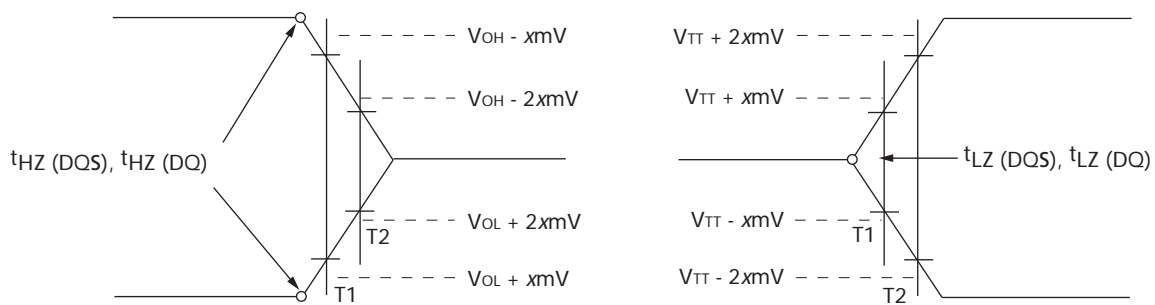 VOH - xmV
VOH - 2xmV
tHZ (DQS), tHZ (DQ)
VOL + 2xmV
T2
VOL + xmV
T1
VTT + 2xmV
VTT + xmV
tLZ (DQS), tLZ (DQ)
VTT - xmV
T1
VTT - 2xmV
T2